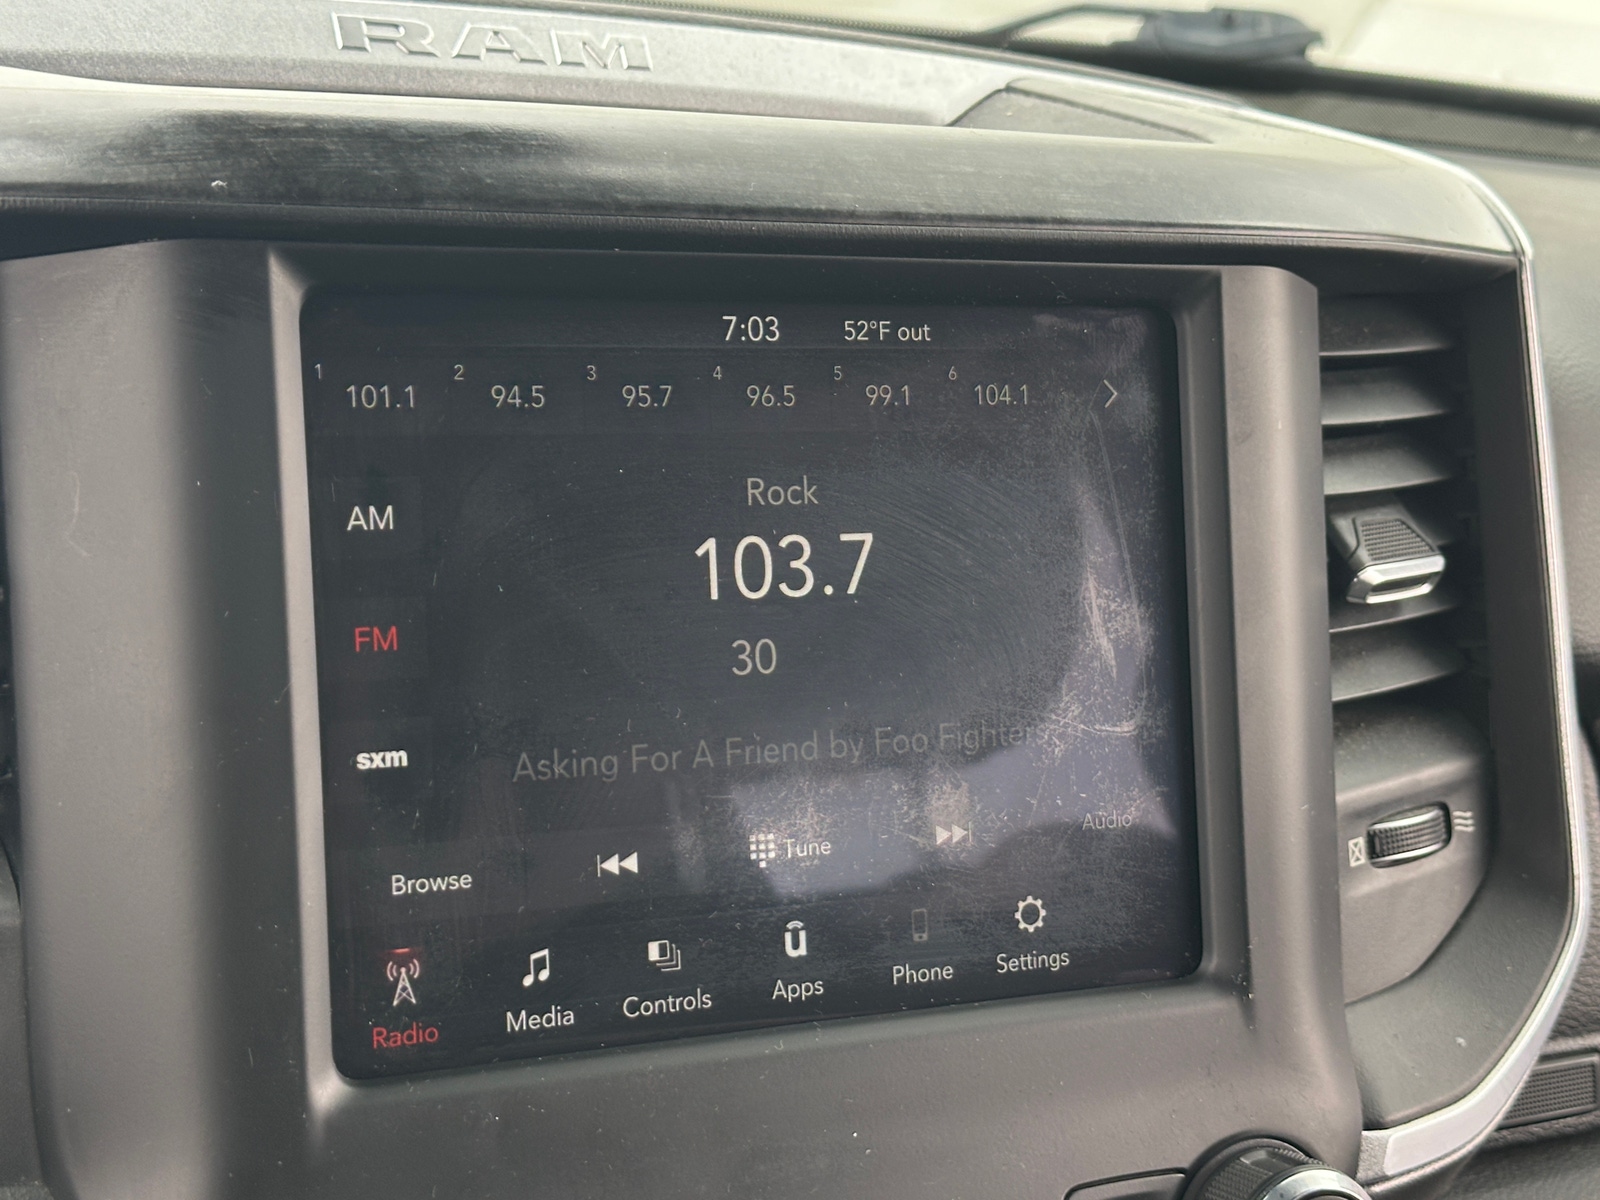 RAM
7:03 52°F out
1 101.1 2 94.5 3 95.7 4 96.5 5 99.1 6 104.1
Rock
AM
103.7
FM
30
sxm
Asking For A Friend by Foo Fighters
Browse Tune Audio
Radio Media Controls Apps Phone Settings